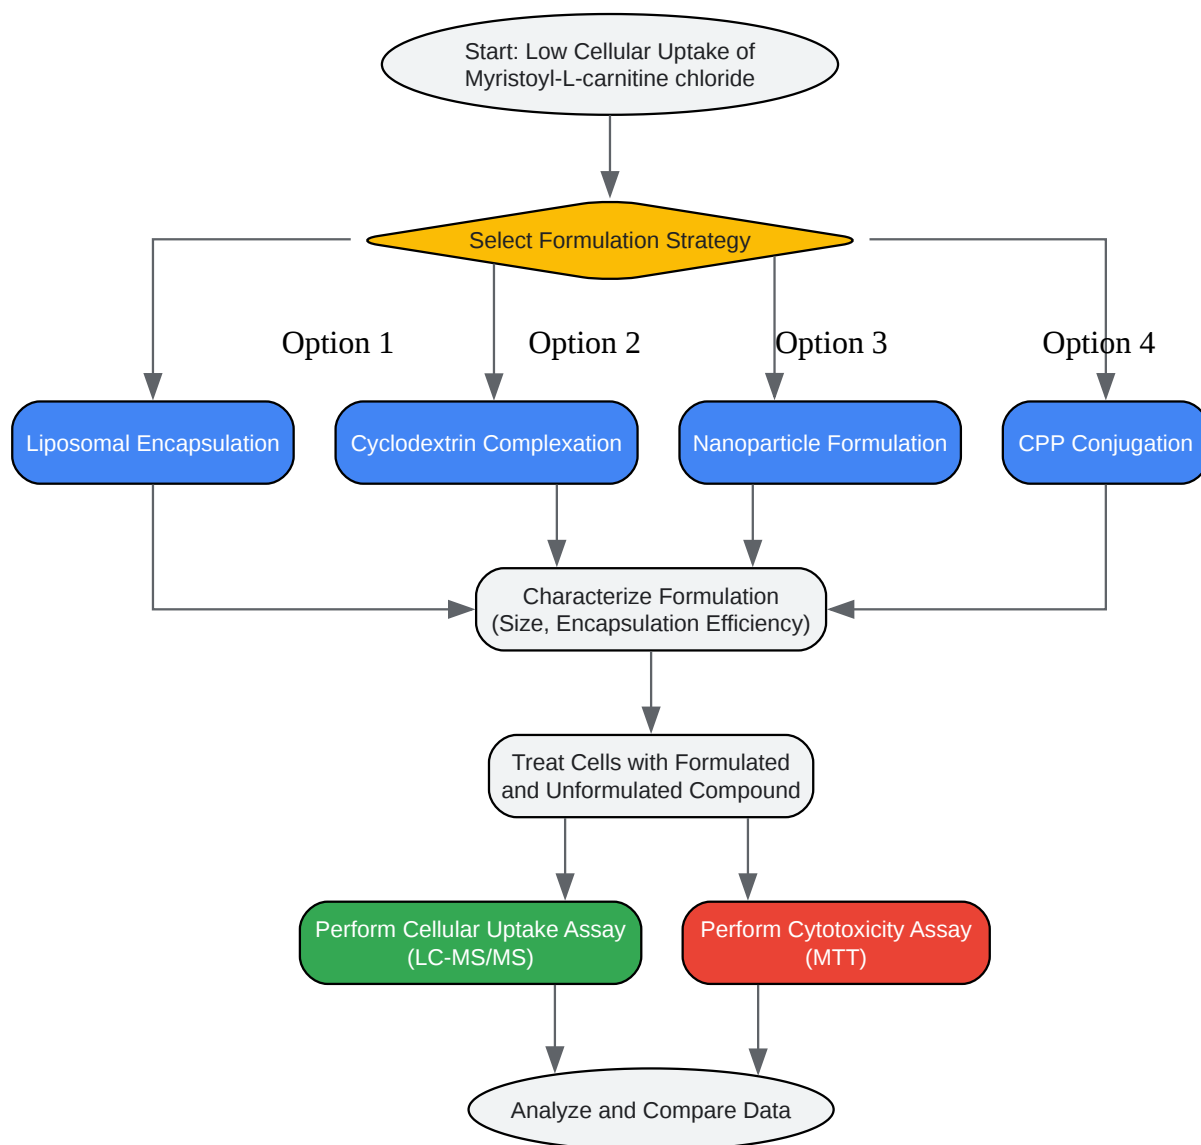 Start: Low Cellular Uptake of
Myristoyl-L-carnitine chloride
Select Formulation Strategy
Option 1
Option 2
Option 3
Option 4
Liposomal Encapsulation
Cyclodextrin Complexation
Nanoparticle Formulation
CPP Conjugation
Characterize Formulation
(Size, Encapsulation Efficiency)
Treat Cells with Formulated
and Unformulated Compound
Perform Cellular Uptake Assay
(LC-MS/MS)
Perform Cytotoxicity Assay
(MTT)
Analyze and Compare Data